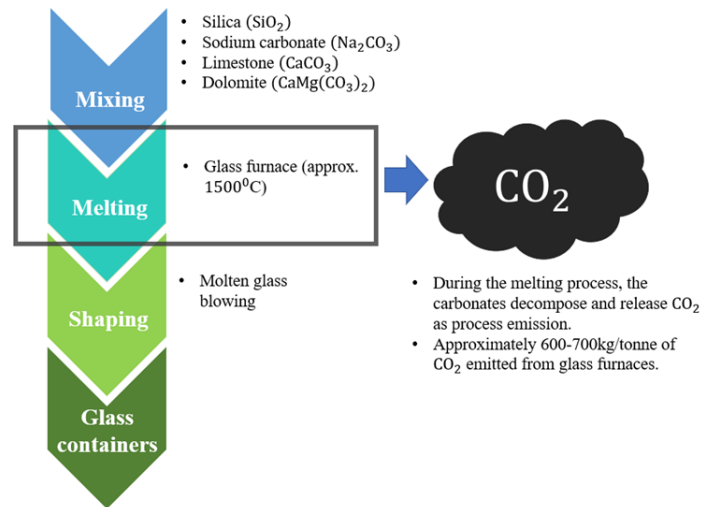 • Silica (SiO₂)
• Sodium carbonate (Na₂CO₃)
• Limestone (CaCO₃)
• Dolomite (CaMg(CO₃)₂)
Mixing
• Glass furnace (approx.
1500⁰C)
Melting
CO₂
• Molten glass
blowing
Shaping
• During the melting process, the
carbonates decompose and release CO₂
as process emission.
• Approximately 600-700kg/tonne of
CO₂ emitted from glass furnaces.
Glass
containers